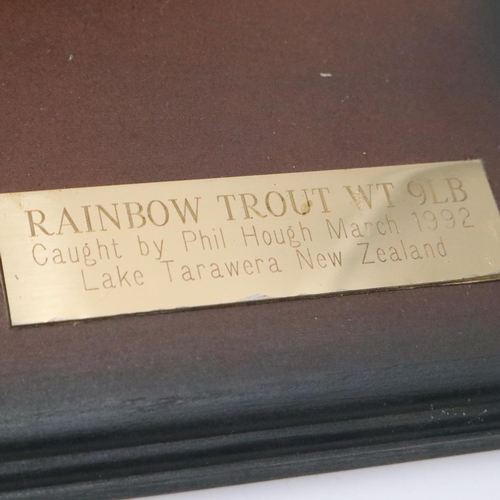 RAINBOW TROUT WT 9LB
Caught by Phil Hough March 1992
Lake Tarawera New Zealand